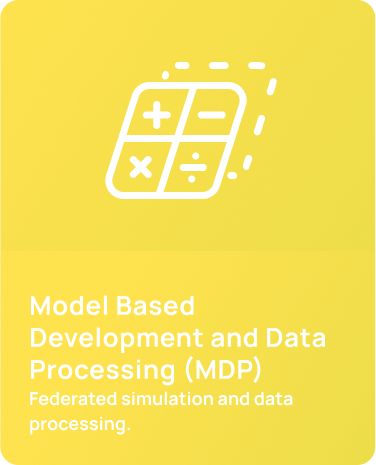 Model Based
Development and Data
Processing (MDP)
Federated simulation and data
processing.